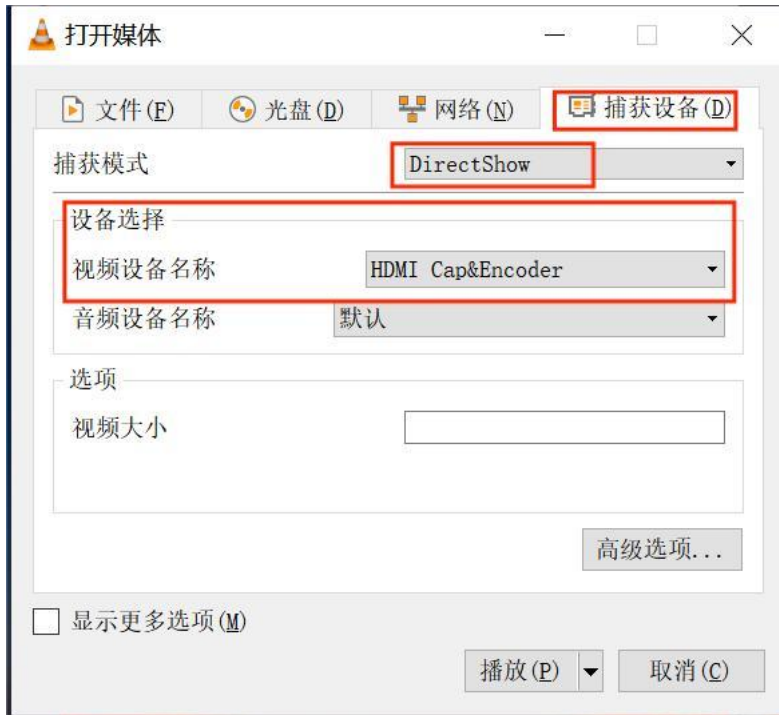 打开媒体
文件(F) 光盘(D) 网络(N) 捕获设备(D)
捕获模式 DirectShow
设备选择
视频设备名称 HDMI Cap&Encoder
音频设备名称 默认
选项
视频大小
高级选项...
显示更多选项(M)
播放(P) 取消(C)